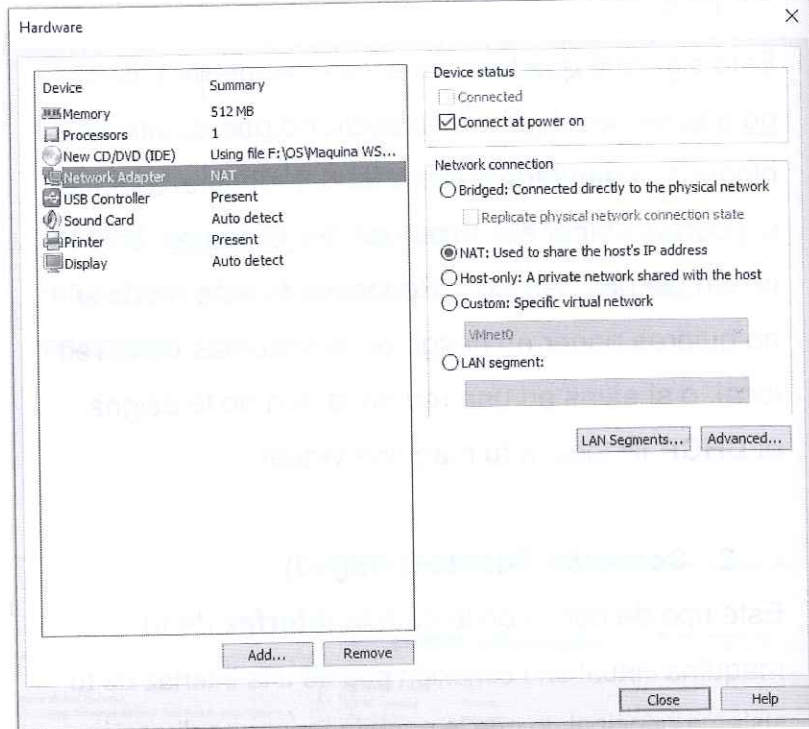 Hardware
Device Summary
Memory 512 MB
Processors 1
New CD/DVD (IDE) Using file F:\OS\Maquina WS...
Network Adapter NAT
USB Controller Present
Sound Card Auto detect
Printer Present
Display Auto detect
Add... Remove
Device status
Connected
Connect at power on
Network connection
Bridged: Connected directly to the physical network
Replicate physical network connection state
NAT: Used to share the host's IP address
Host-only: A private network shared with the host
Custom: Specific virtual network
VMnet0
LAN segment:
LAN Segments... Advanced...
Close Help